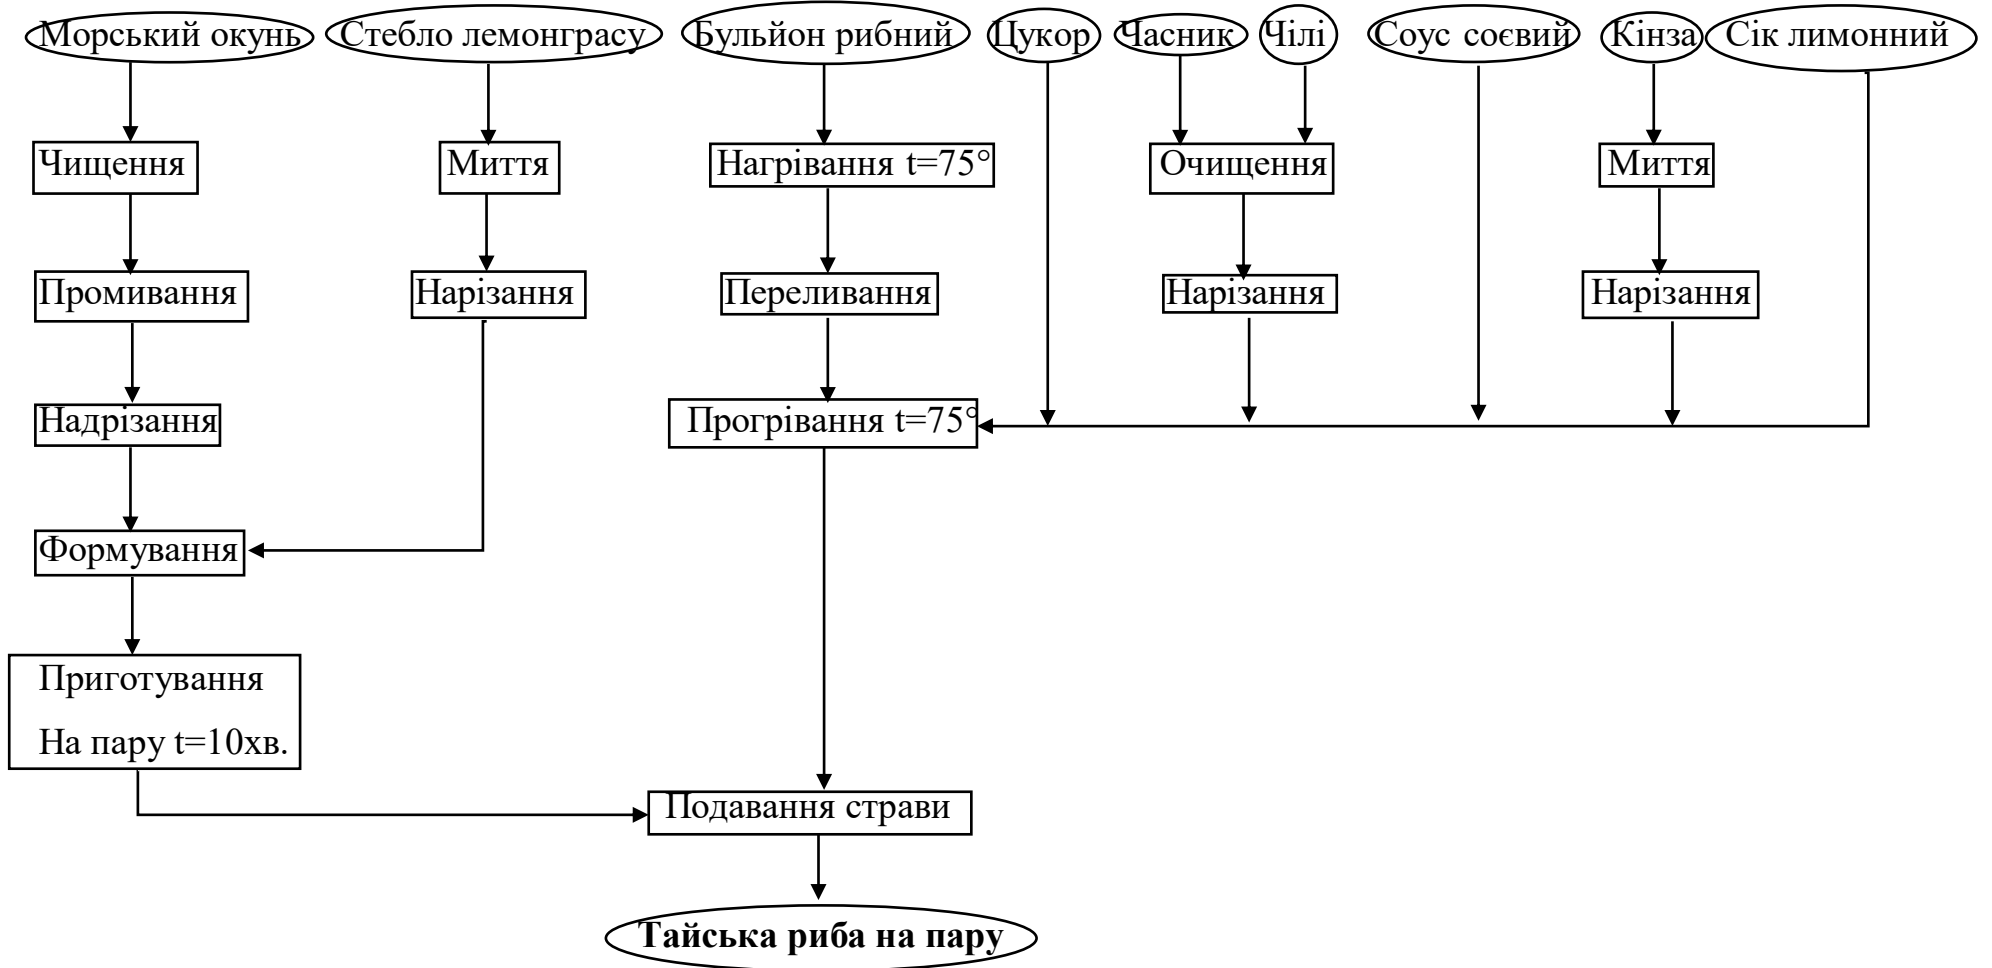 Морський окунь Стебло лемонграсу Бульйон рибний Цукор Часник Чілі Соус соєвий Кінза Сік лимонний
Чищення Миття Нагрівання t=75° Очищення Миття
Промивання Нарізання Переливання Нарізання Нарізання
Надрізання Прогрівання t=75°
Формування
Приготування
На пару t=10хв.
Подавання страви
Тайська риба на пару